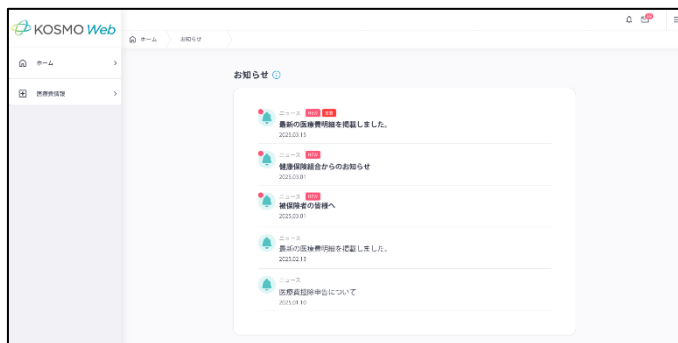 KOSMO Web
ホーム
お知らせ
ホーム
医療費情報
お知らせ
ニュース NEW 重要
最新の医療費明細を掲載しました。
2025.03.15
ニュース NEW
健康保険組合からのお知らせ
2025.03.01
ニュース NEW
被保険者の皆様へ
2025.03.01
ニュース
最新の医療費明細を掲載しました。
2025.02.15
ニュース
医療費控除申告について
2025.01.10